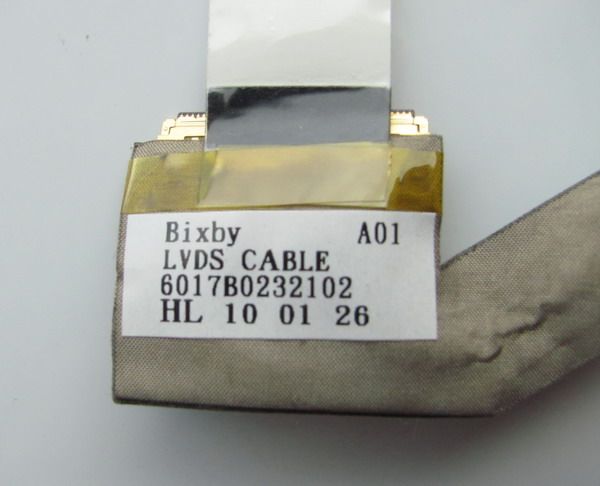 Bixby A01
LVDS CABLE
6017B0232102
HL 10 01 26